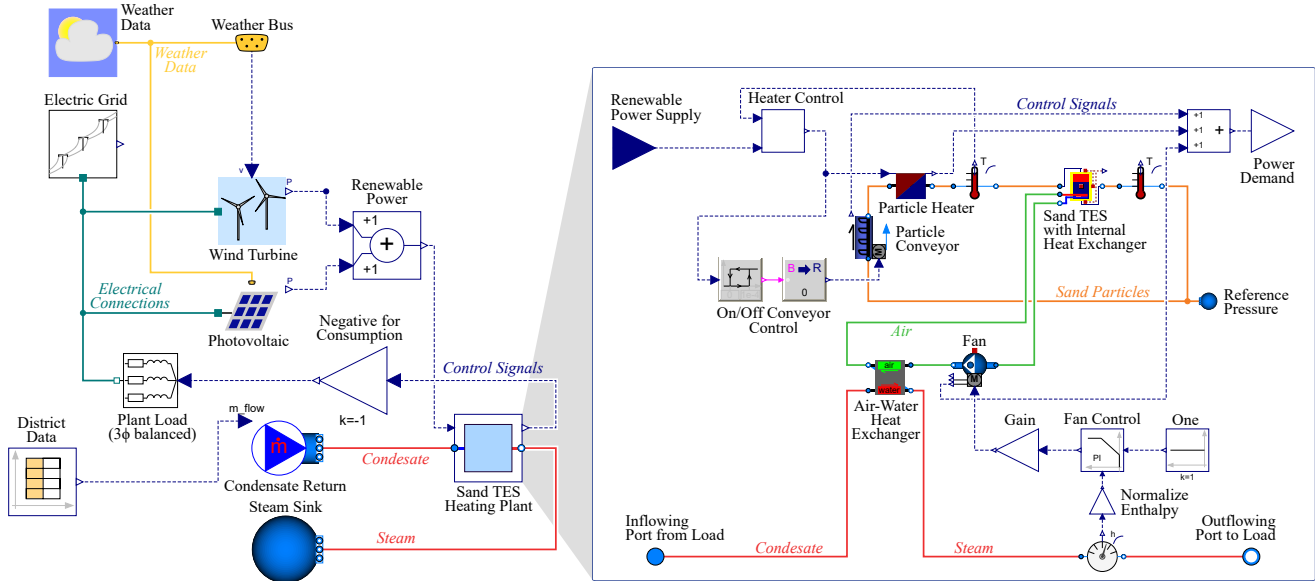 Weather
Data
Weather Bus
Weather
Data
Electric Grid
v
P
Wind Turbine
Renewable
Power
+1
+
+1
Electrical
Connections
P
Photovoltaic
Negative for
Consumption
k=-1
Control Signals
Plant Load
(3ϕ balanced)
District
Data
m_flow
ṁ
Condensate Return
Condesate
Sand TES
Heating Plant
Steam Sink
Steam
Renewable
Power Supply
Heater Control
Control Signals
+1
+1
+
+1
Power
Demand
T
T
Particle Heater
Sand TES
with Internal
Heat Exchanger
Particle
Conveyor
M
B
R
0
On/Off Conveyor
Control
Sand Particles
Reference
Pressure
Air
Fan
M
air
water
Air-Water
Heat
Exchanger
Gain
Fan Control
PI
One
k=1
Normalize
Enthalpy
h
Inflowing
Port from Load
Condesate
Steam
Outflowing
Port to Load